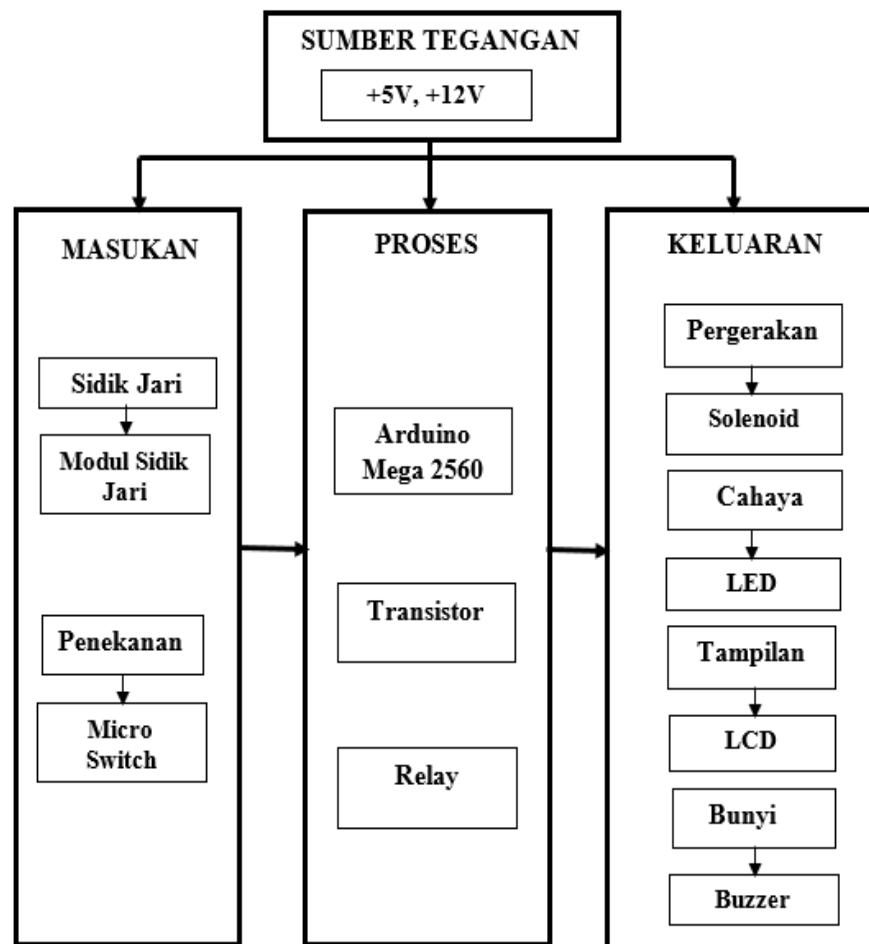 SUMBER TEGANGAN
+5V, +12V
MASUKAN
Sidik Jari
Modul Sidik
Jari
Penekanan
Micro
Switch
PROSES
Arduino
Mega 2560
Transistor
Relay
KELUARAN
Pergerakan
Solenoid
Cahaya
LED
Tampilan
LCD
Bunyi
Buzzer